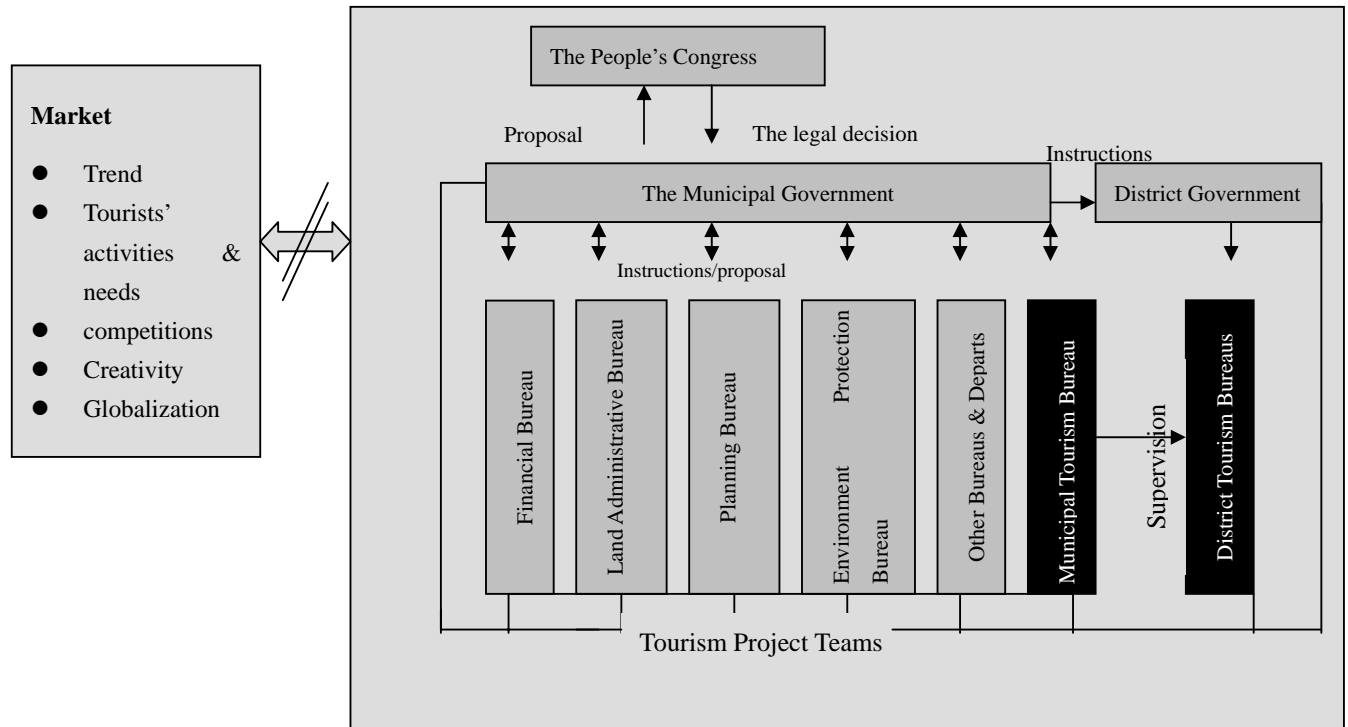 Market
● Trend
● Tourists'
activities &
needs
● competitions
● Creativity
● Globalization
The People's Congress
Proposal
The legal decision
Instructions
The Municipal Government
District Government
Instructions/proposal
Financial Bureau
Land Administrative Bureau
Planning Bureau
Environment Protection
Bureau
Other Bureaus & Departs
Municipal Tourism Bureau
Supervision
District Tourism Bureaus
Tourism Project Teams